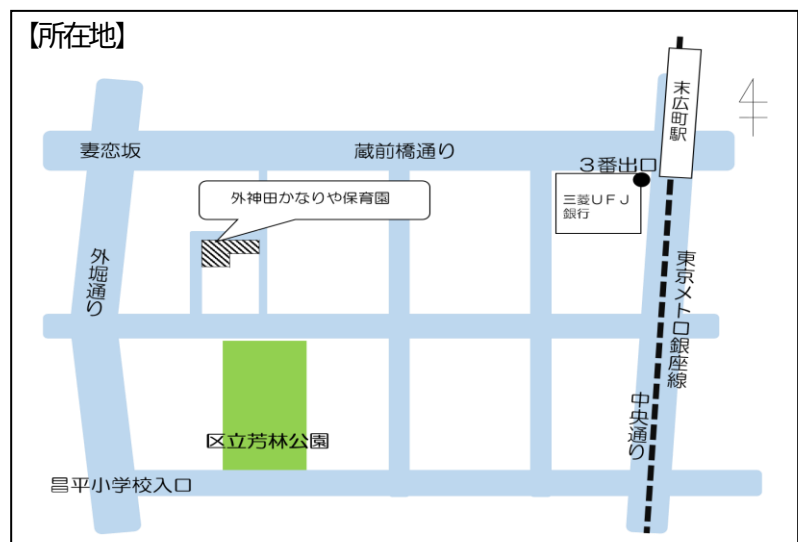 【所在地】
末広町駅
妻恋坂
蔵前橋通り
3番出口
外神田かなりや保育園
三菱UFJ
銀行
外堀通り
東京メトロ銀座線
中央通り
区立芳林公園
昌平小学校入口